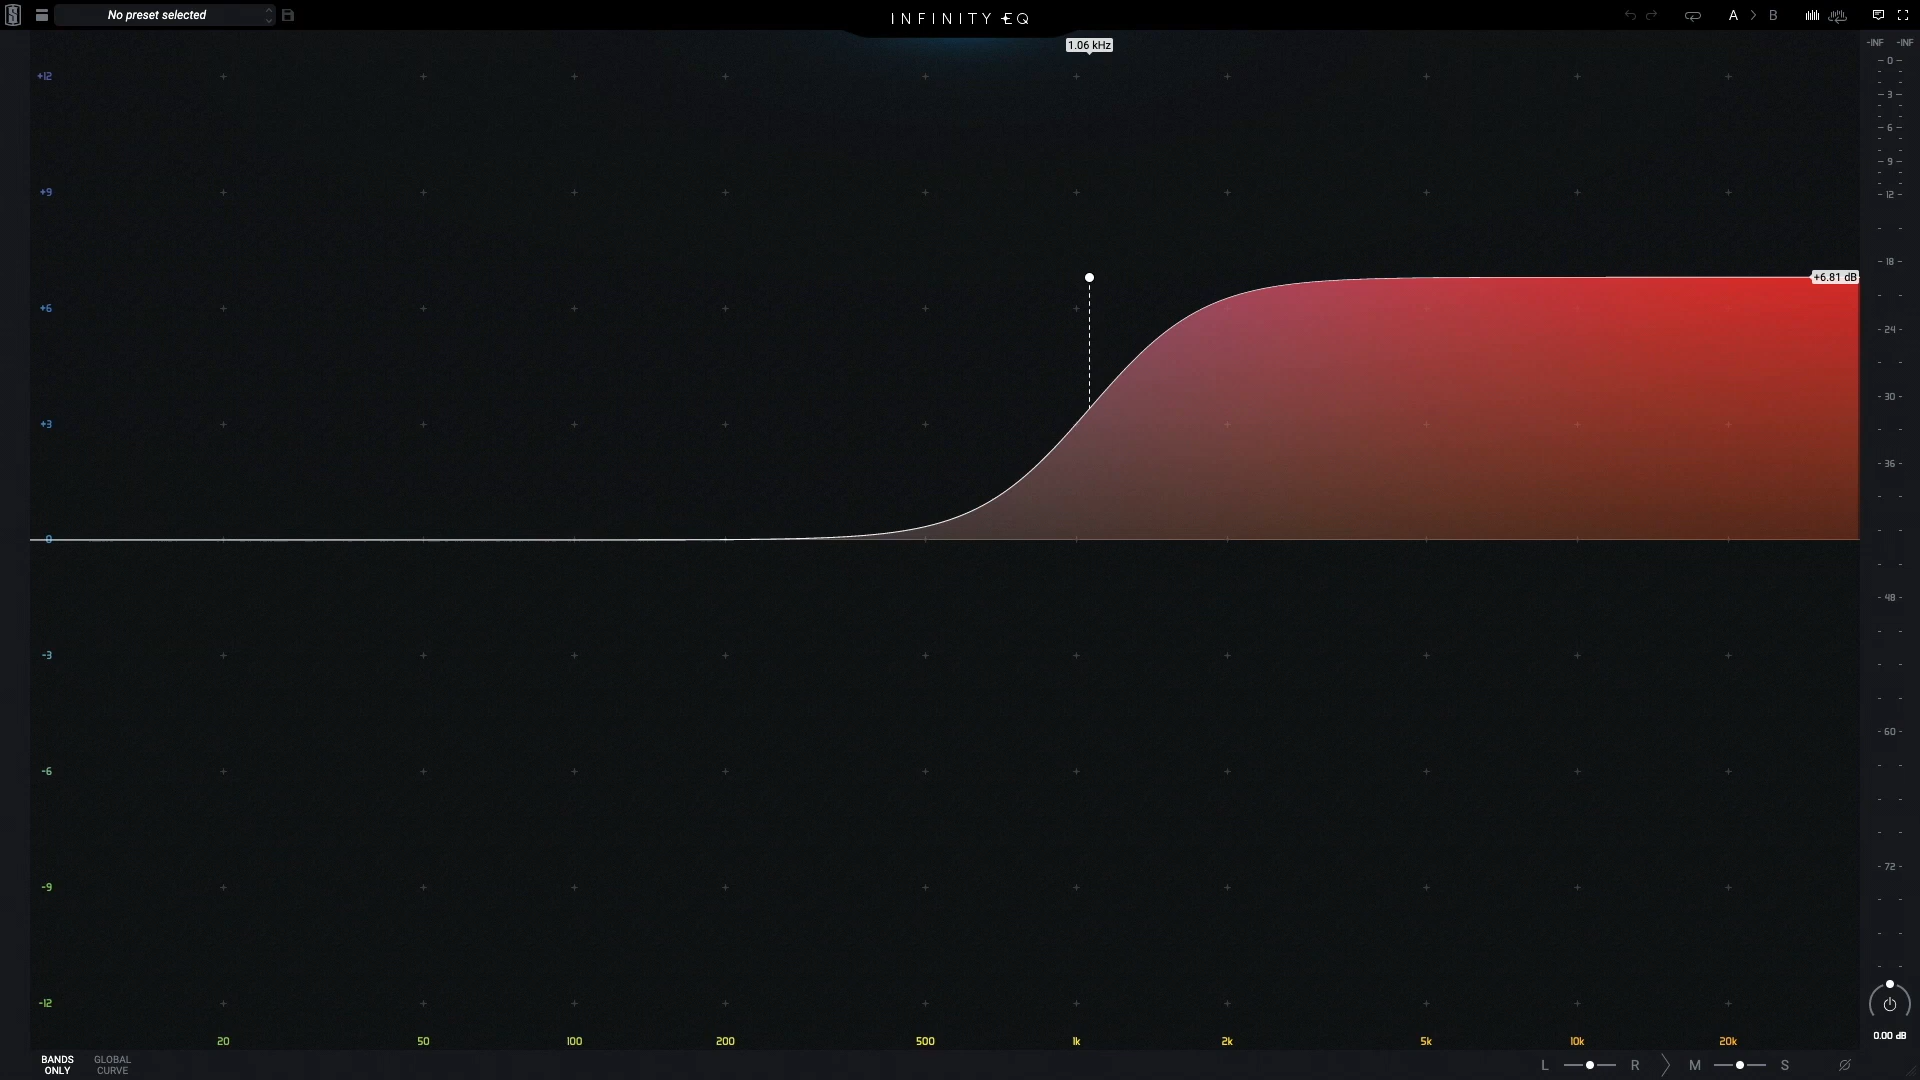 No preset selected
INFINITY EQ
A B
1.06 kHz
-INF -INF
+12
+9
+6
+3
0
-3
-6
-9
-12
+6.81 dB
0
3
6
9
12
18
24
30
36
48
60
72
0.00 dB
20 50 100 200 500 1k 2k 5k 10k 20k
BANDS ONLY
GLOBAL CURVE
L R M S